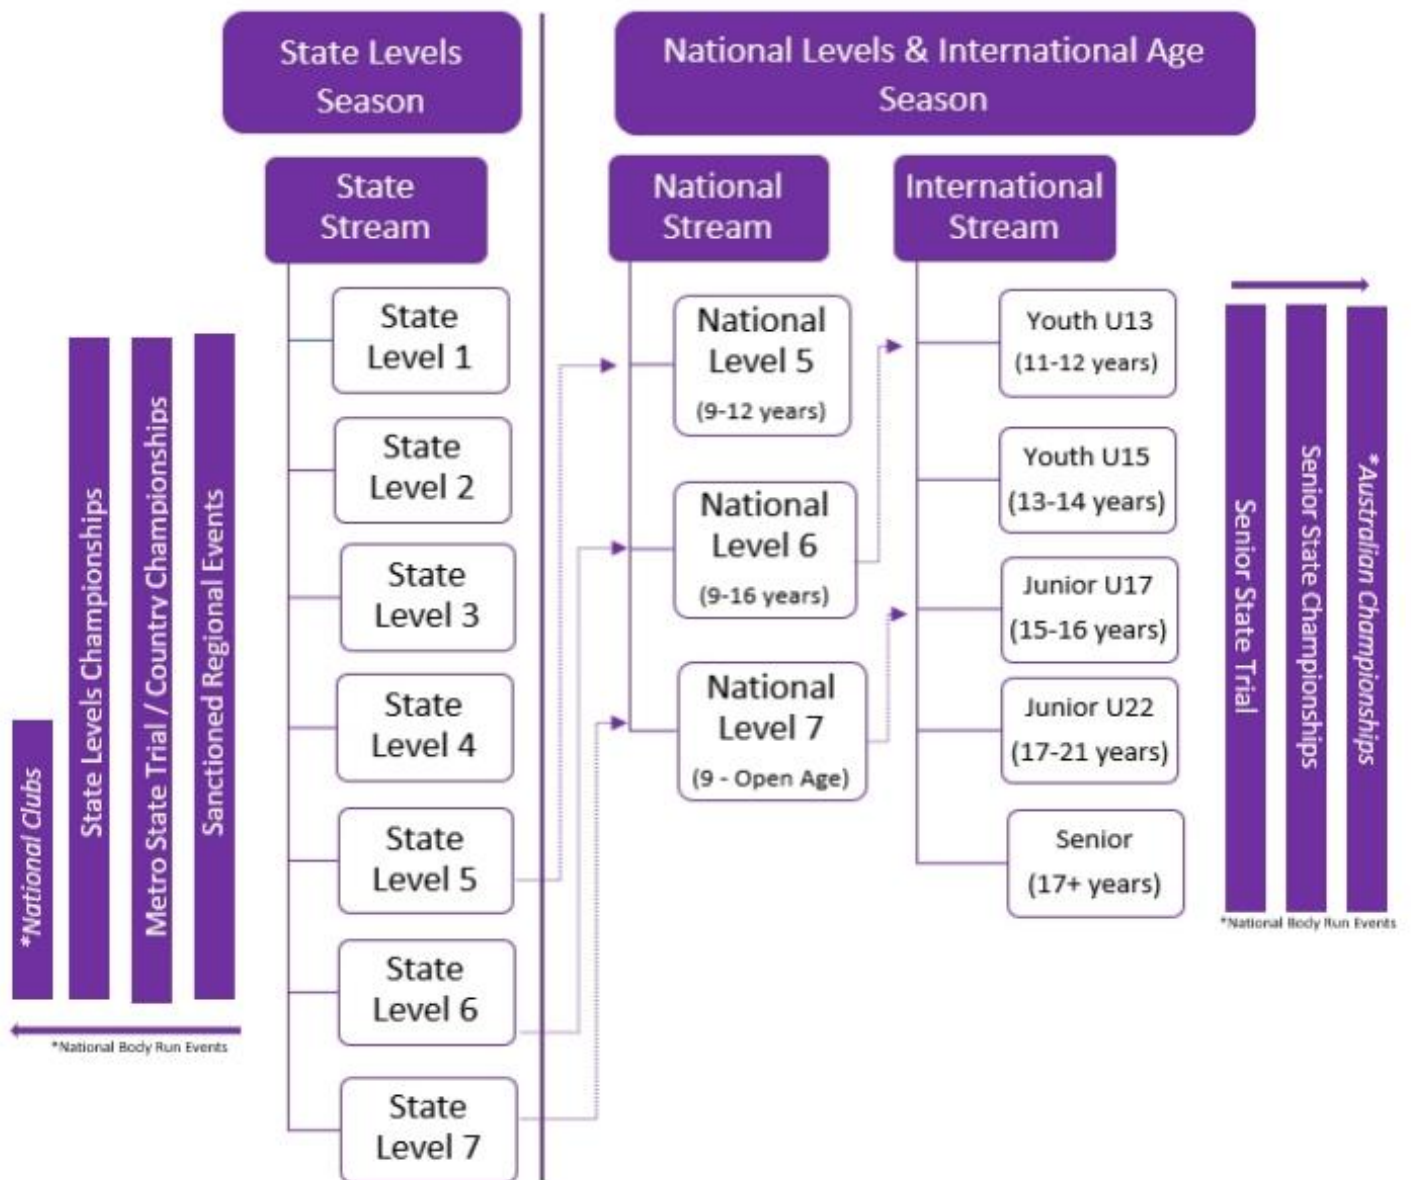 State Levels
Season
National Levels & International Age
Season
State
Stream
National
Stream
International
Stream
*National Clubs
State Levels Championships
Metro State Trial / Country Championships
Sanctioned Regional Events
*National Body Run Events
State
Level 1
State
Level 2
State
Level 3
State
Level 4
State
Level 5
State
Level 6
State
Level 7
National
Level 5
(9-12 years)
National
Level 6
(9-16 years)
National
Level 7
(9 - Open Age)
Youth U13
(11-12 years)
Youth U15
(13-14 years)
Junior U17
(15-16 years)
Junior U22
(17-21 years)
Senior
(17+ years)
Senior State Trial
Senior State Championships
*Australian Championships
*National Body Run Events